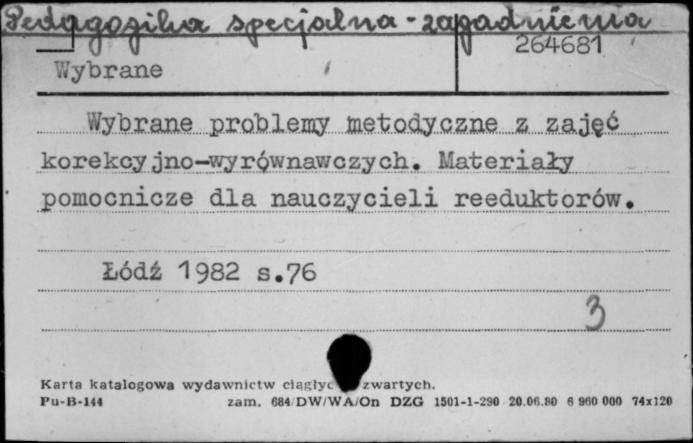 Pedagogika specjalna - zagadnienia
264681
Wybrane
Wybrane problemy metodyczne z zajęć
korekcyjno-wyrównawczych. Materiały
pomocnicze dla nauczycieli reeduktorów.
Łódź 1982 s.76
3
Karta katalogowa wydawnictw zwartych.
Pu-B-144 zam. 684/DW/WA/On DZG 1501-1-290 20.06.80 6 960 000 74x120